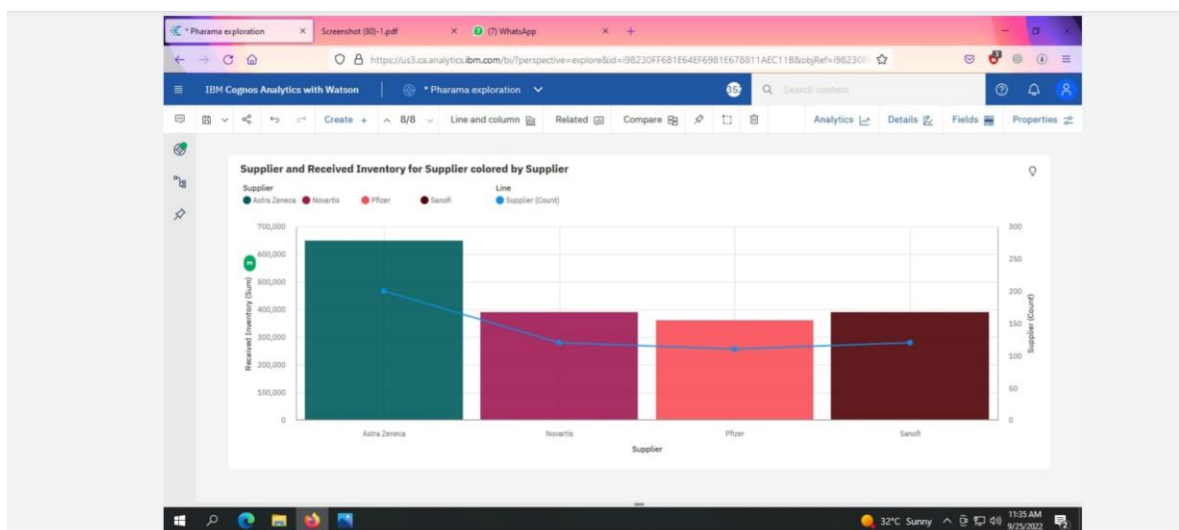 * Pharama exploration Screenshot (80)-1.pdf (7) WhatsApp
https://us3.ca.analytics.ibm.com/bi/?perspective=explore&id=i98230FF681E64EF6981E678811AEC11B&objRef=i98230F
IBM Cognos Analytics with Watson * Pharama exploration Search content
Create + 8/8 Line and column Related Compare Analytics Details Fields Properties
Supplier and Received Inventory for Supplier colored by Supplier
Supplier Line
Astra Zeneca Novartis Pfizer Sanofi Supplier (Count)
700,000 300
600,000 250
500,000 200
400,000 150
300,000 100
200,000 50
100,000 0
0
Received Inventory (Sum)
Supplier (Count)
Astra Zeneca Novartis Pfizer Sanofi
Supplier
32°C Sunny 11:35 AM
9/25/2022